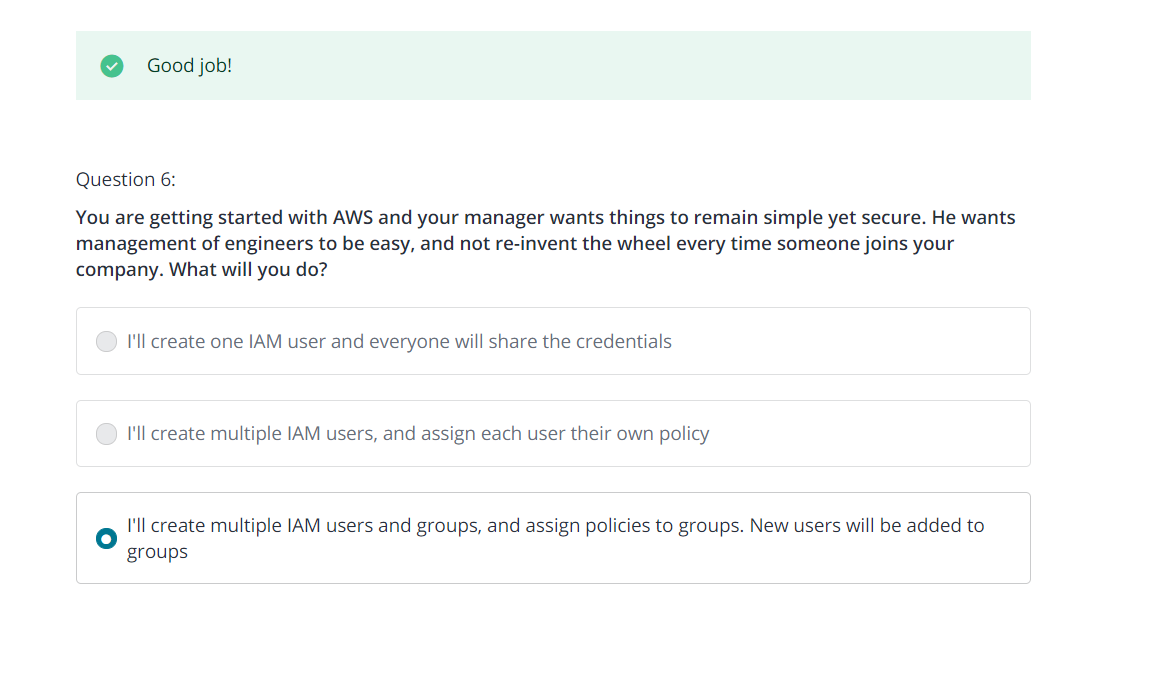 Good job!
Question 6:
You are getting started with AWS and your manager wants things to remain simple yet secure. He wants
management of engineers to be easy, and not re-invent the wheel every time someone joins your
company. What will you do?
I'll create one IAM user and everyone will share the credentials
I'll create multiple IAM users, and assign each user their own policy
I'll create multiple IAM users and groups, and assign policies to groups. New users will be added to
groups